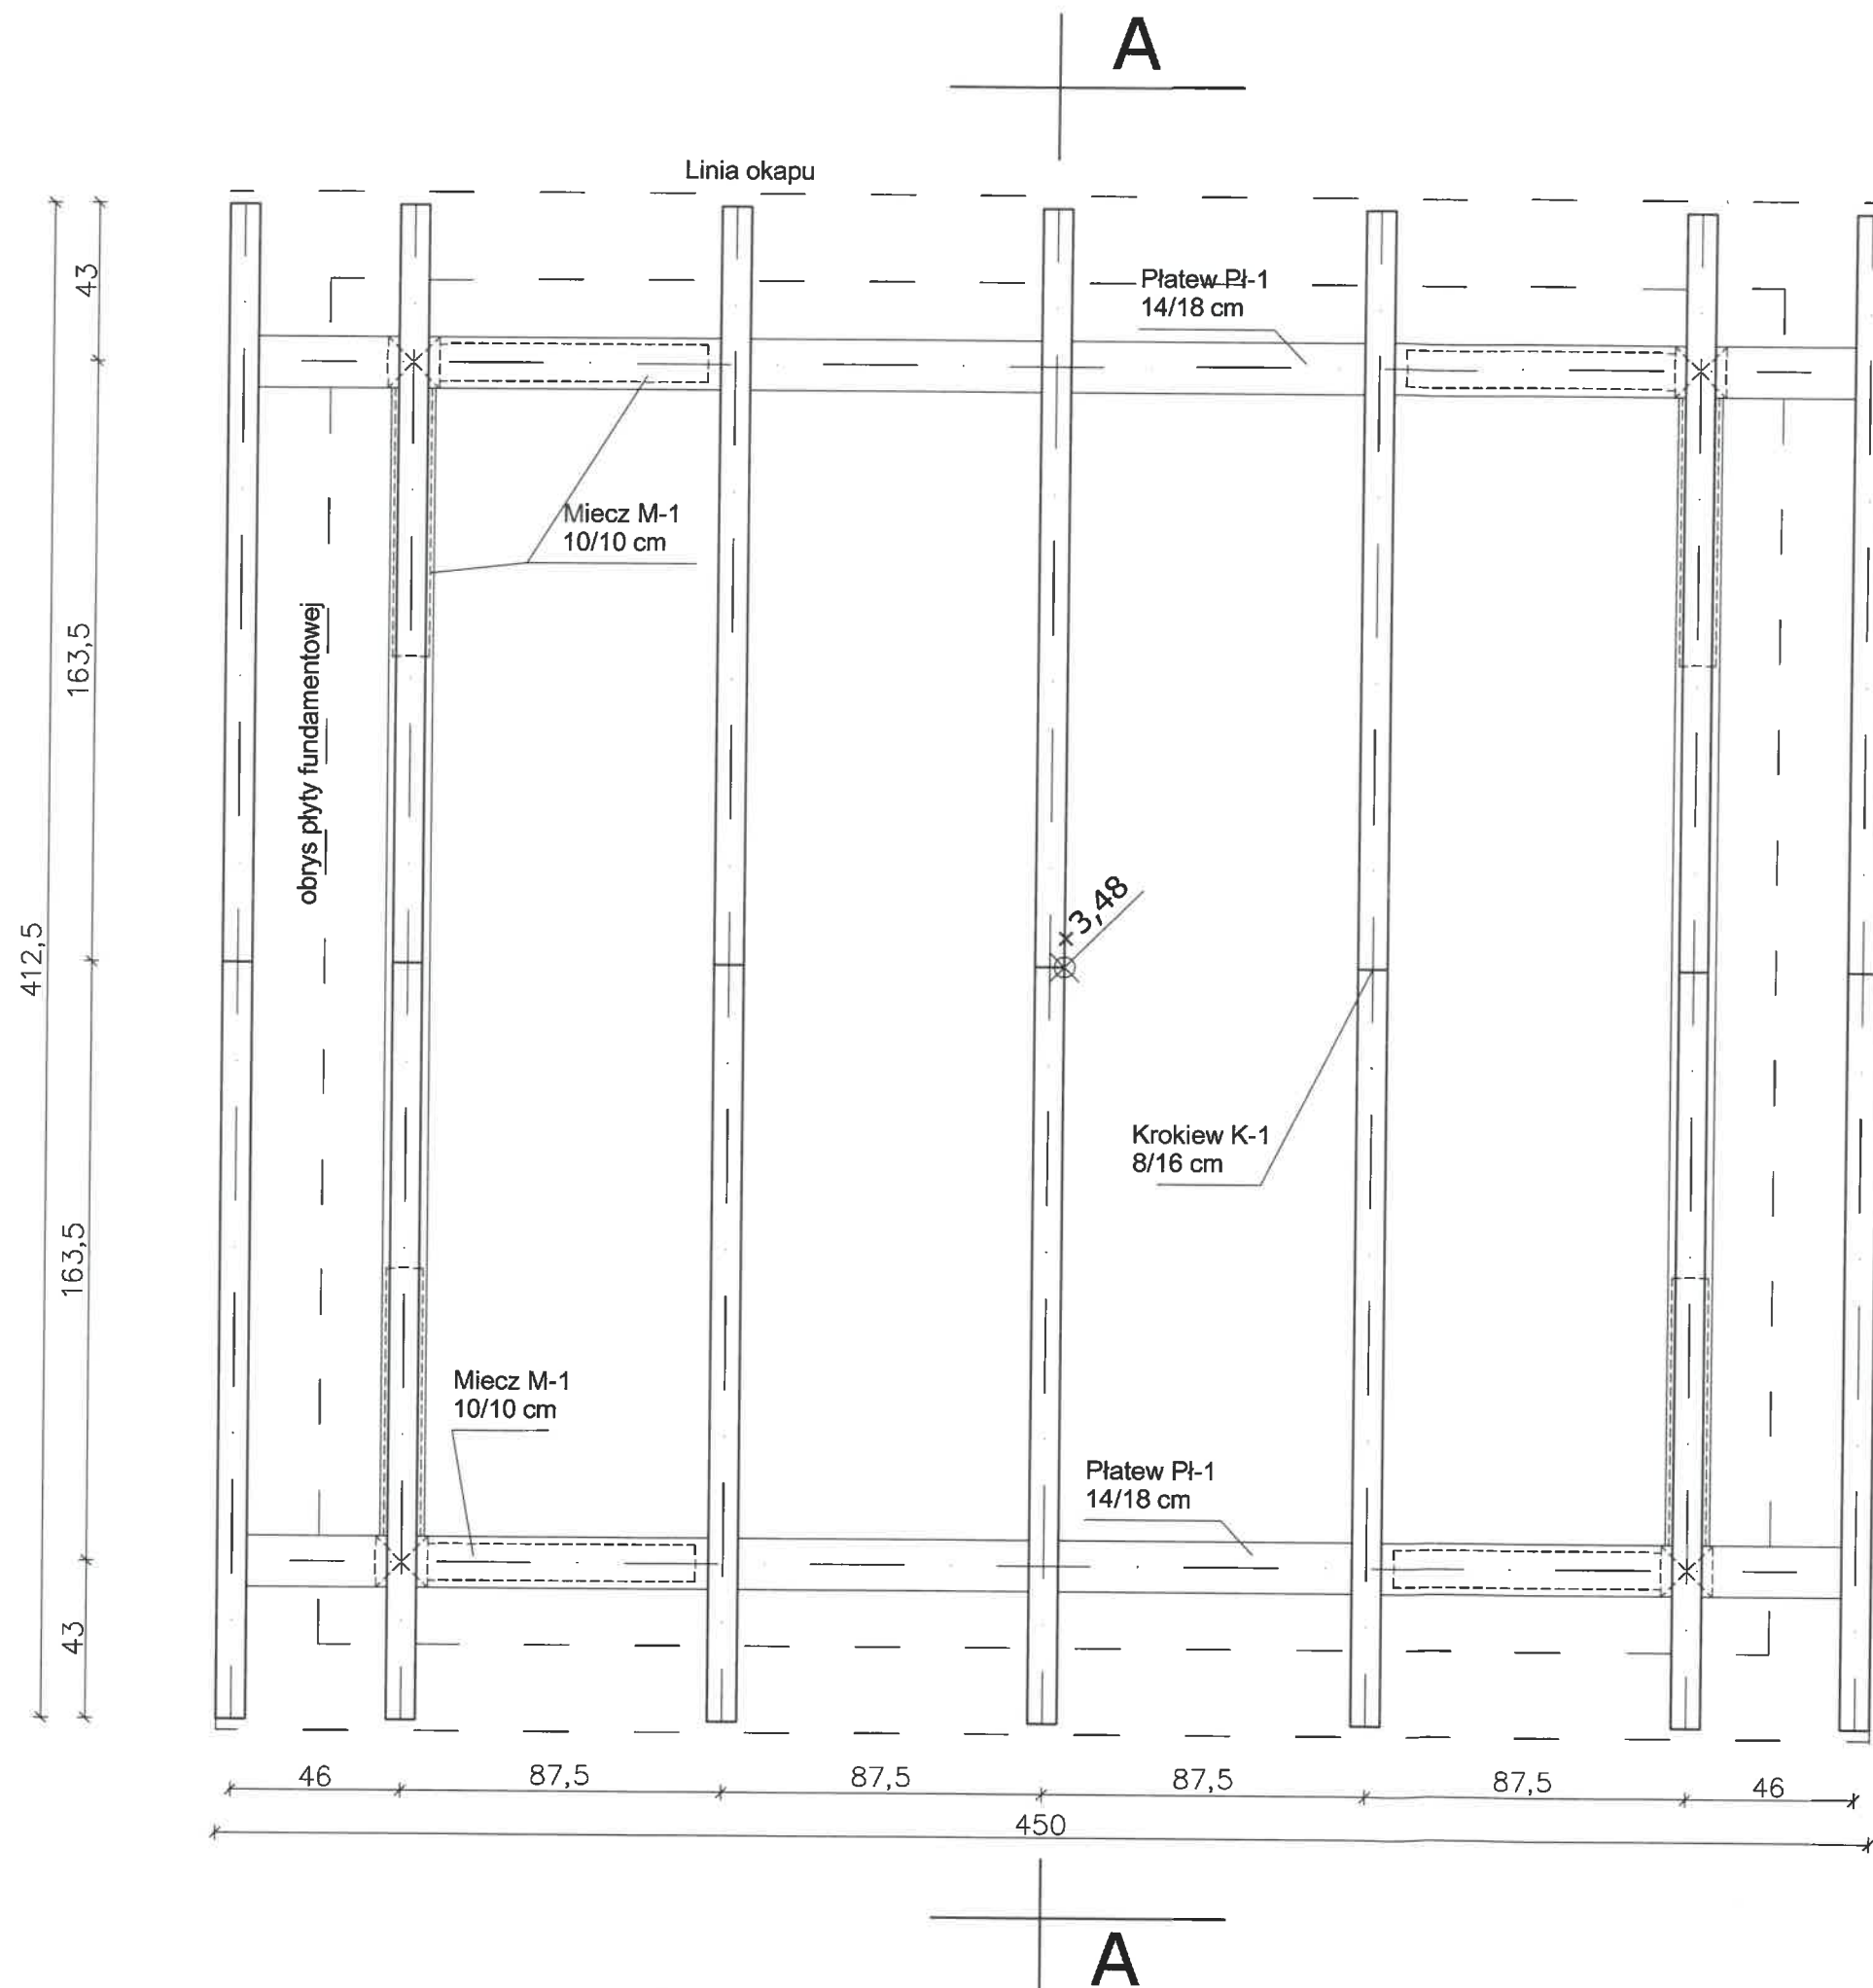 A
Linia okapu
43
Płatew Pł-1
14/18 cm
Miecz M-1
10/10 cm
163,5
obrys płyty fundamentowej
3,48
412,5
Krokiew K-1
8/16 cm
163,5
Miecz M-1
10/10 cm
Płatew Pł-1
14/18 cm
43
46
87,5
87,5
87,5
87,5
46
450
A